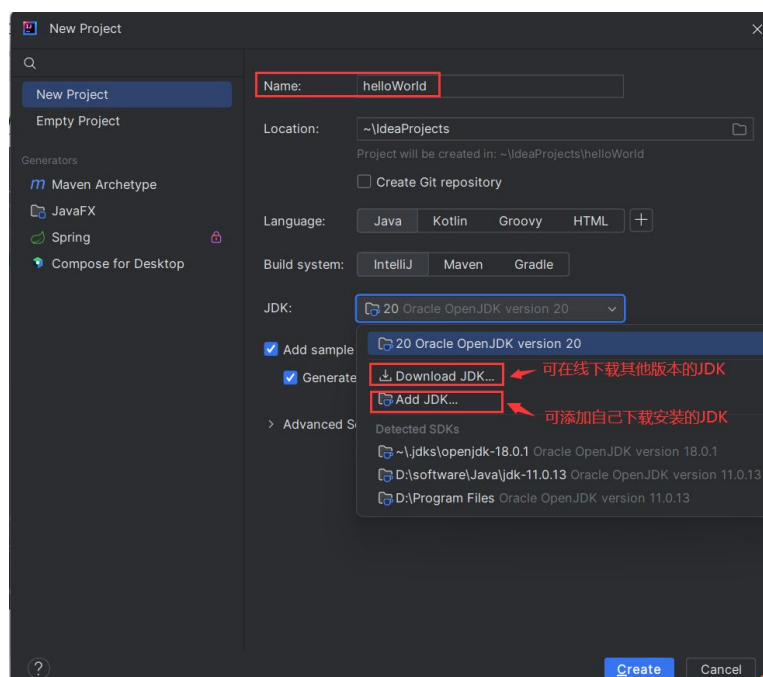 New Project
New Project
Empty Project
Generators
Maven Archetype
JavaFX
Spring
Compose for Desktop
Name: helloWorld
Location: ~\IdeaProjects
Project will be created in: ~\IdeaProjects\helloWorld
Create Git repository
Language: Java Kotlin Groovy HTML +
Build system: IntelliJ Maven Gradle
JDK: 20 Oracle OpenJDK version 20
Add sample
20 Oracle OpenJDK version 20
Generate
Download JDK... 可在线下载其他版本的JDK
Add JDK... 可添加自己下载安装的JDK
Advanced S
Detected SDKs
~\.jdks\openjdk-18.0.1 Oracle OpenJDK version 18.0.1
D:\software\Java\jdk-11.0.13 Oracle OpenJDK version 11.0.13
D:\Program Files Oracle OpenJDK version 11.0.13
? Create Cancel